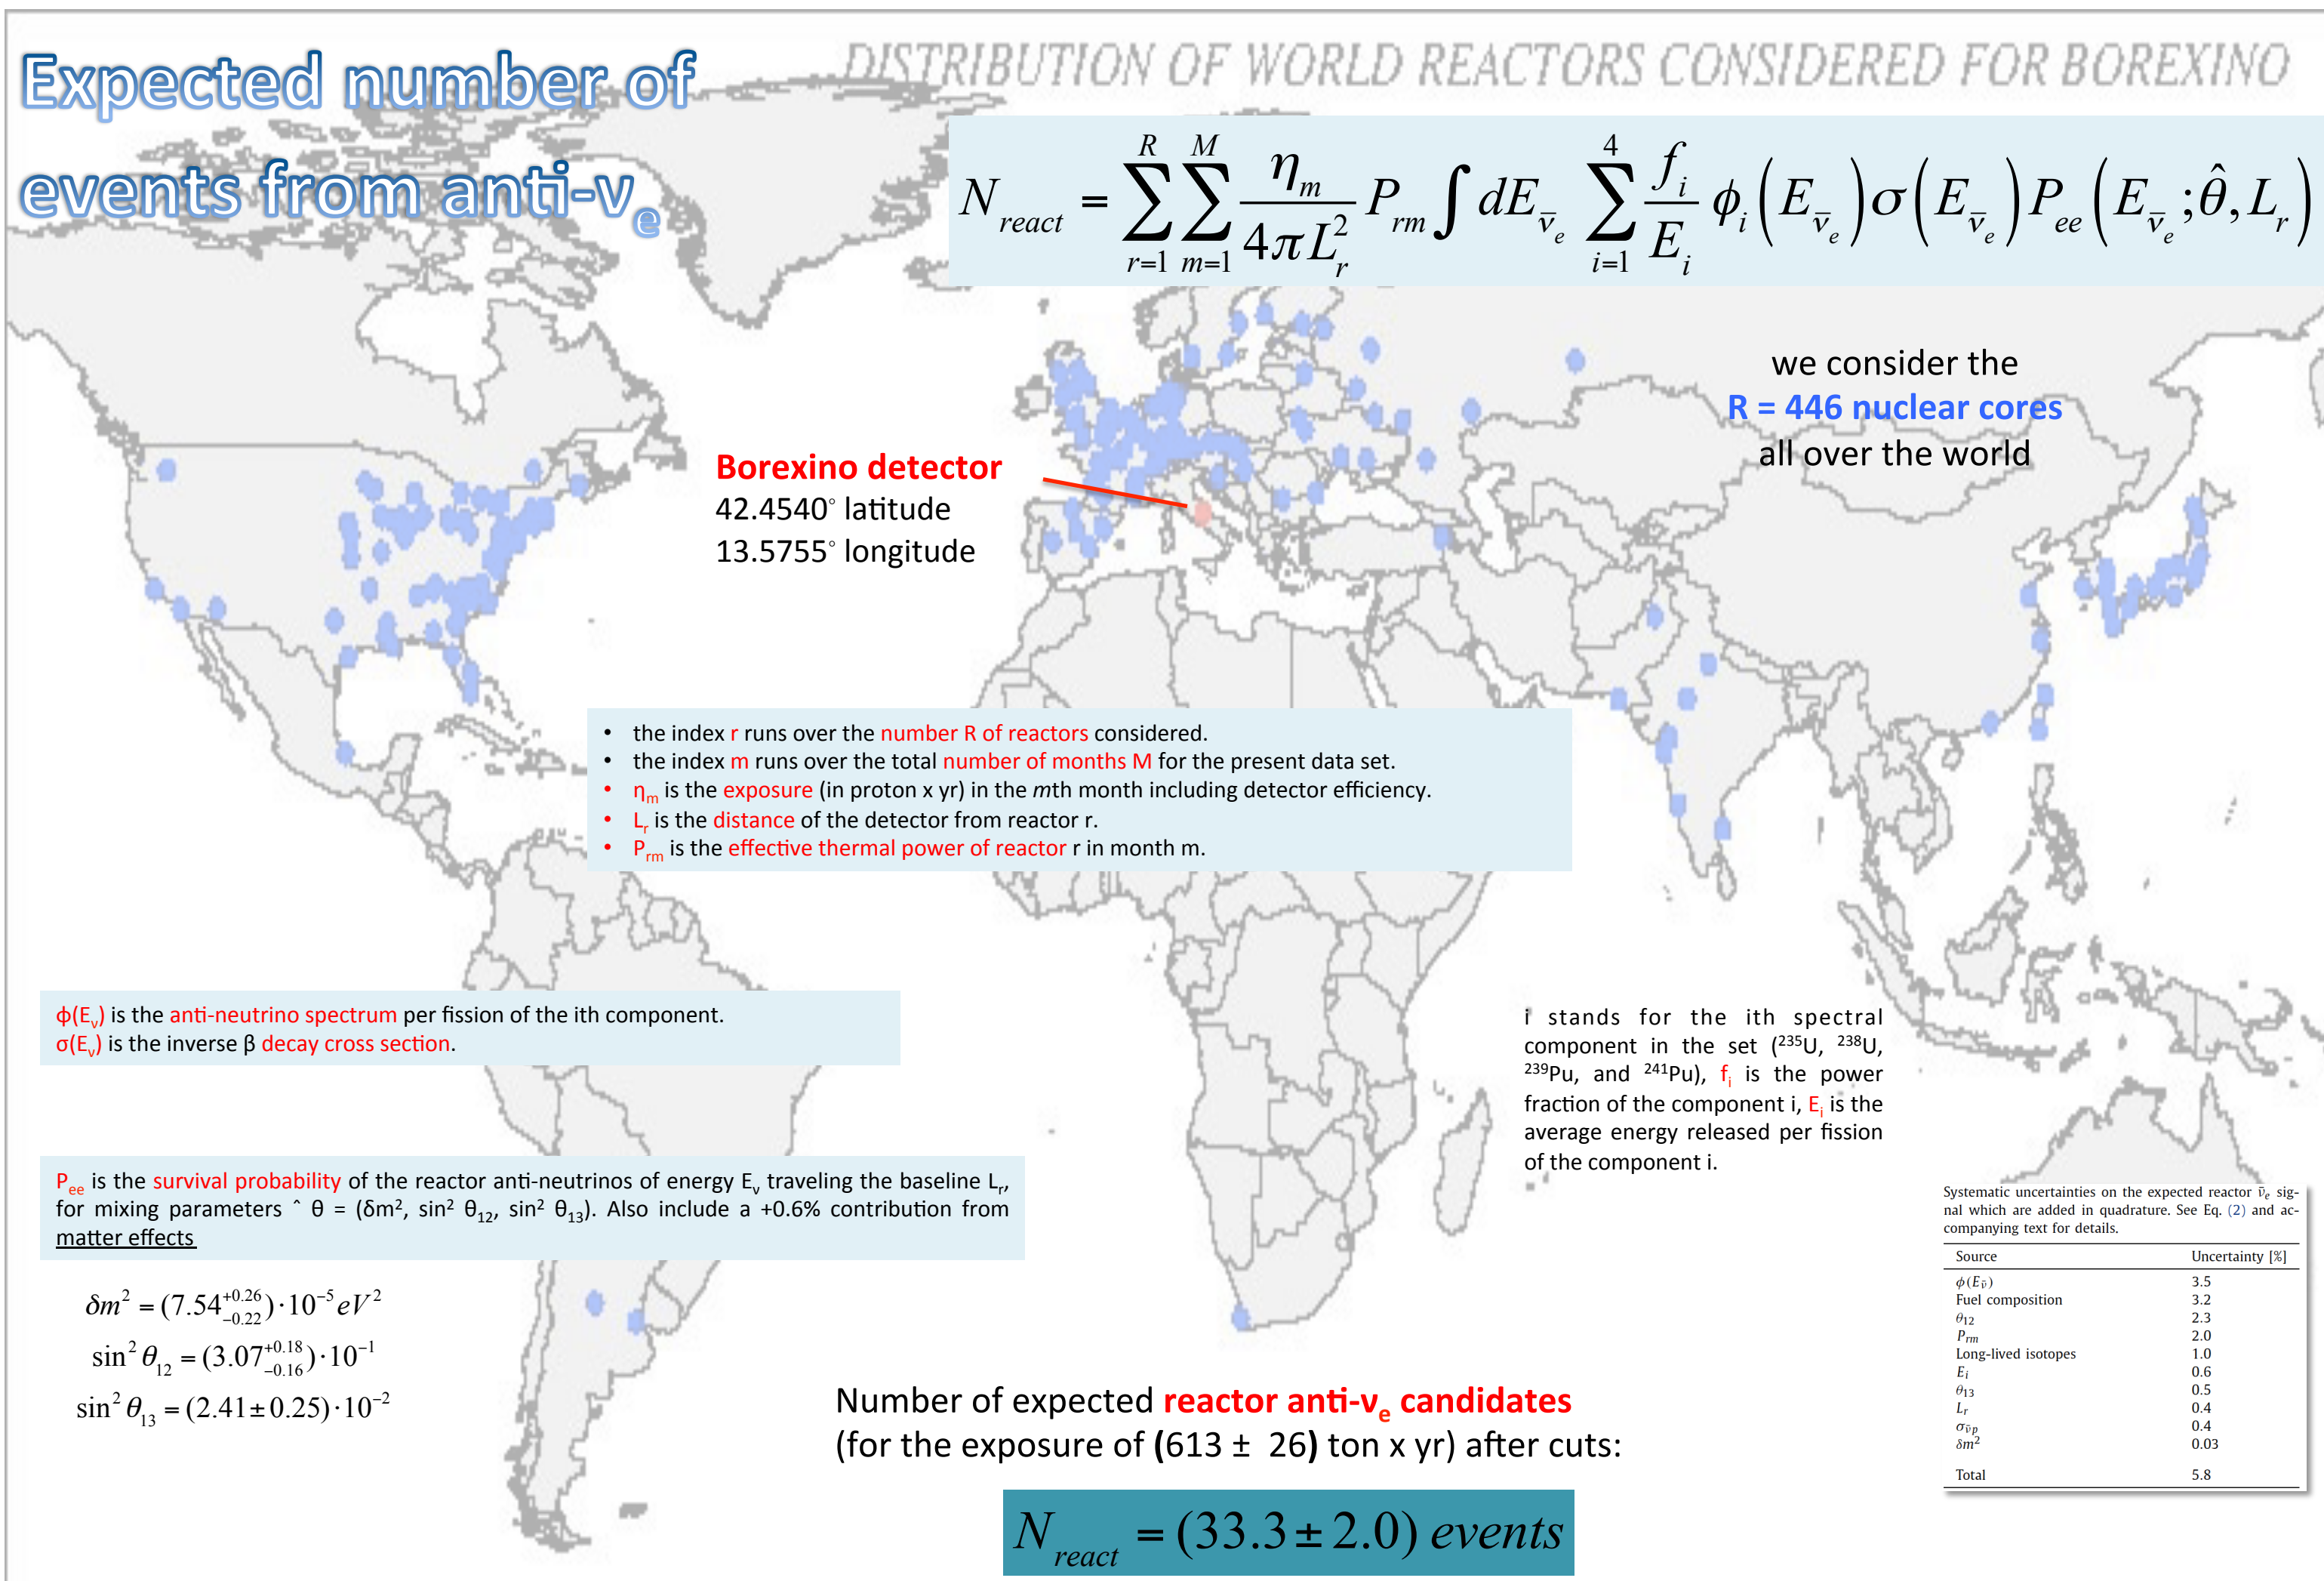 Expected number of
events from anti-νₑ
DISTRIBUTION OF WORLD REACTORS CONSIDERED FOR BOREXINO
N_react = ∑_{r=1}^{R} ∑_{m=1}^{M} η_m / 4πL_r² P_rm ∫ dE_ν̄ₑ ∑_{i=1}^{4} f_i / E_i ϕ_i (E_ν̄ₑ) σ (E_ν̄ₑ) P_ee (E_ν̄ₑ; θ̂, L_r)
we consider the
R = 446 nuclear cores
all over the world
Borexino detector
42.4540° latitude
13.5755° longitude
• the index r runs over the number R of reactors considered.
• the index m runs over the total number of months M for the present data set.
• η_m is the exposure (in proton x yr) in the mth month including detector efficiency.
• L_r is the distance of the detector from reactor r.
• P_rm is the effective thermal power of reactor r in month m.
ϕ(E_ν) is the anti-neutrino spectrum per fission of the ith component.
σ(E_ν) is the inverse β decay cross section.
i stands for the ith spectral
component in the set (²³⁵U, ²³⁸U,
²³⁹Pu, and ²⁴¹Pu), f_i is the power
fraction of the component i, E_i is the
average energy released per fission
of the component i.
P_ee is the survival probability of the reactor anti-neutrinos of energy E_ν traveling the baseline L_r,
for mixing parameters ˆ θ = (δm², sin² θ₁₂, sin² θ₁₃). Also include a +0.6% contribution from
matter effects
δm² = (7.54 +0.26 −0.22)·10⁻⁵ eV²
sin² θ₁₂ = (3.07 +0.18 −0.16)·10⁻¹
sin² θ₁₃ = (2.41±0.25)·10⁻²
Systematic uncertainties on the expected reactor ν̄ₑ sig-
nal which are added in quadrature. See Eq. (2) and ac-
companying text for details.
Source Uncertainty [%]
ϕ(E_ν̄) 3.5
Fuel composition 3.2
θ₁₂ 2.3
P_rm 2.0
Long-lived isotopes 1.0
E_i 0.6
θ₁₃ 0.5
L_r 0.4
σ_ν̄p 0.4
δm² 0.03
Total 5.8
Number of expected reactor anti-νₑ candidates
(for the exposure of (613 ± 26) ton x yr) after cuts:
N_react = (33.3 ± 2.0) events